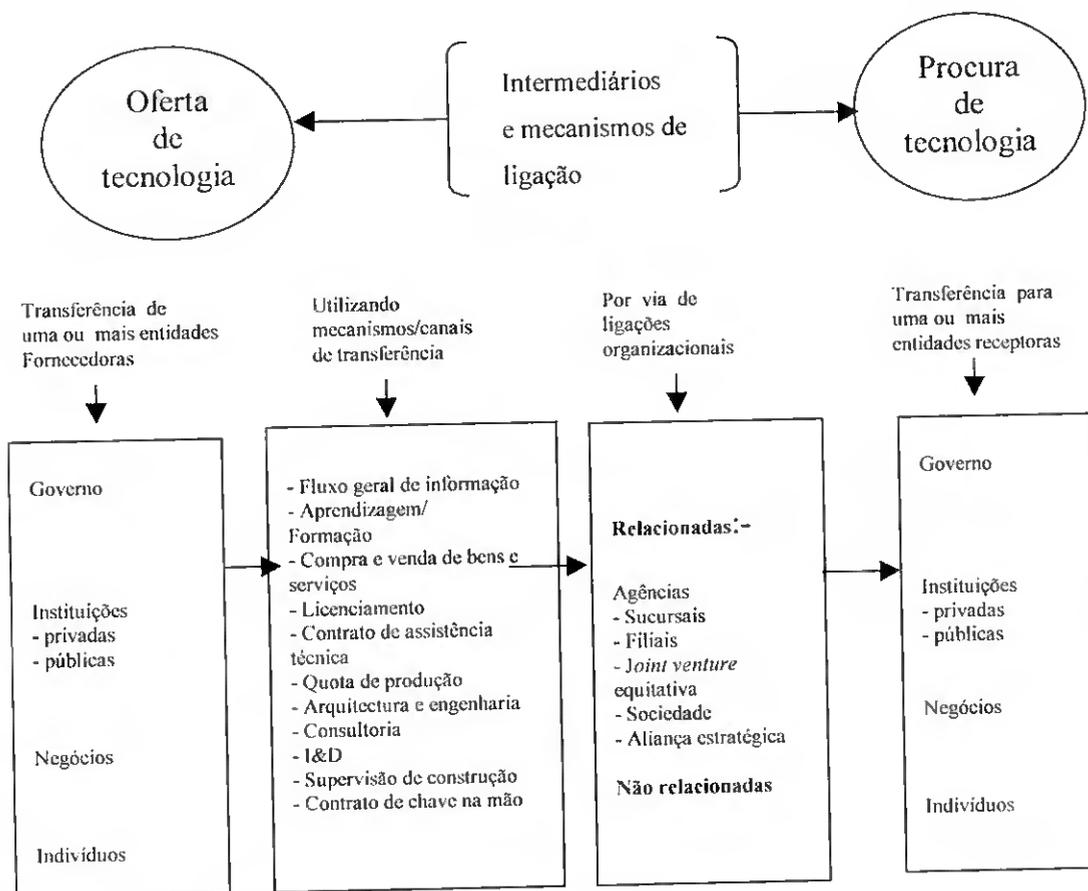 Oferta
de
tecnologia
Intermediários
e mecanismos de
ligação
Procura
de
tecnologia
Transferência de
uma ou mais entidades
Fornecedoras
Utilizando
mecanismos/canais
de transferência
Por via de
ligações
organizacionais
Transferência para
uma ou mais
entidades receptoras
Governo
Instituições
- privadas
- públicas
Negócios
Indivíduos
- Fluxo geral de informação
- Aprendizagem/
Formação
- Compra e venda de bens e
serviços
- Licenciamento
- Contrato de assistência
técnica
- Quota de produção
- Arquitectura e engenharia
- Consultoria
- I&D
- Supervisão de construção
- Contrato de chave na mão
Relacionadas:-
Agências
- Sucursais
- Filiais
- Joint venture
equitativa
- Sociedade
- Aliança estratégica
Não relacionadas
Governo
Instituições
- privadas
- públicas
Negócios
Indivíduos